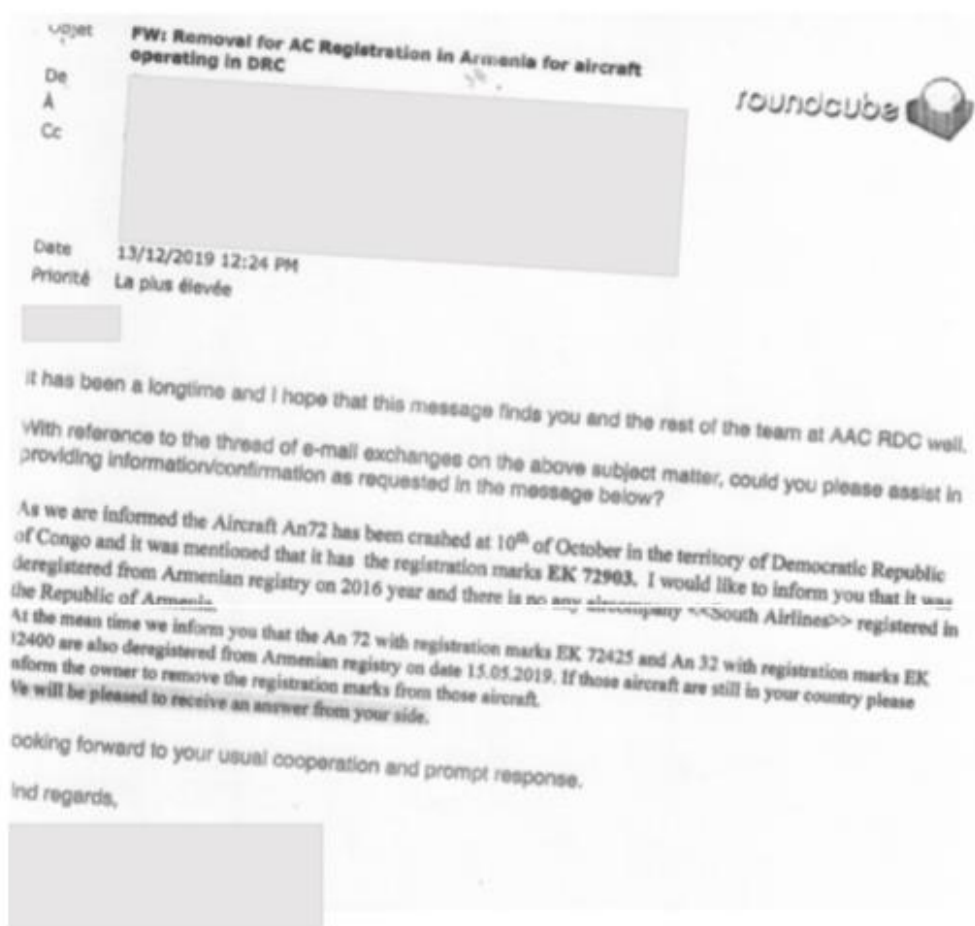 Objet FW: Removal for AC Registration in Armenia for aircraft
operating in DRC
De
À
Cc
roundcube
Date 13/12/2019 12:24 PM
Priorité La plus élevée
It has been a longtime and I hope that this message finds you and the rest of the team at AAC RDC well.
With reference to the thread of e-mail exchanges on the above subject matter, could you please assist in
providing information/confirmation as requested in the message below?
As we are informed the Aircraft An72 has been crashed at 10th of October in the territory of Democratic Republic
of Congo and it was mentioned that it has the registration marks EK 72903. I would like to inform you that it was
deregistered from Armenian registry on 2016 year and there is no any aircompany <<South Airlines>> registered in
the Republic of Armenia.
At the mean time we inform you that the An 72 with registration marks EK 72425 and An 32 with registration marks EK
32400 are also deregistered from Armenian registry on date 15.05.2019. If those aircraft are still in your country please
nform the owner to remove the registration marks from those aircraft.
We will be pleased to receive an answer from your side.
ooking forward to your usual cooperation and prompt response.
ind regards,